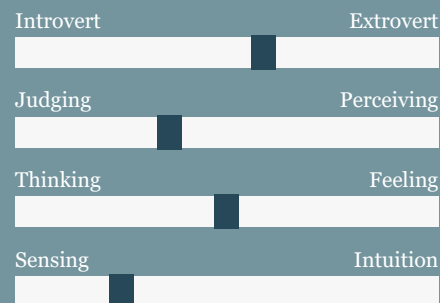 Introvert Extrovert
Judging Perceiving
Thinking Feeling
Sensing Intuition